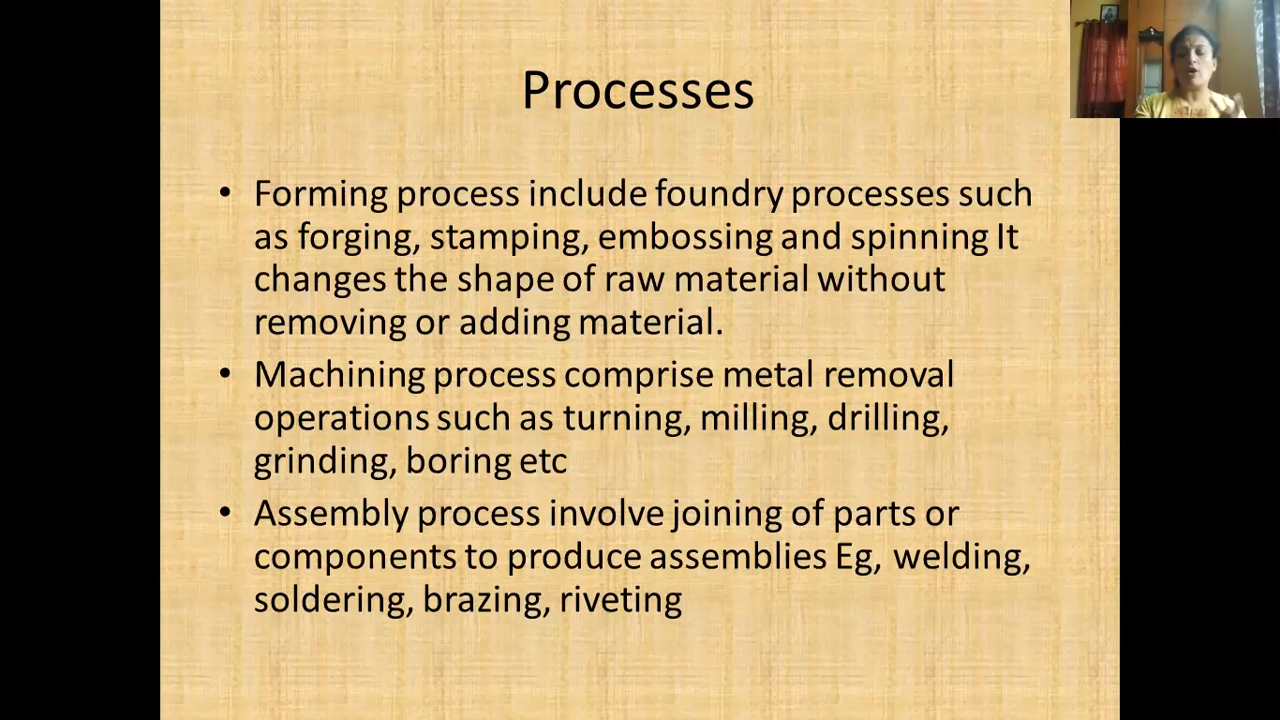 Processes
• Forming process include foundry processes such
as forging, stamping, embossing and spinning It
changes the shape of raw material without
removing or adding material.
• Machining process comprise metal removal
operations such as turning, milling, drilling,
grinding, boring etc
• Assembly process involve joining of parts or
components to produce assemblies Eg, welding,
soldering, brazing, riveting